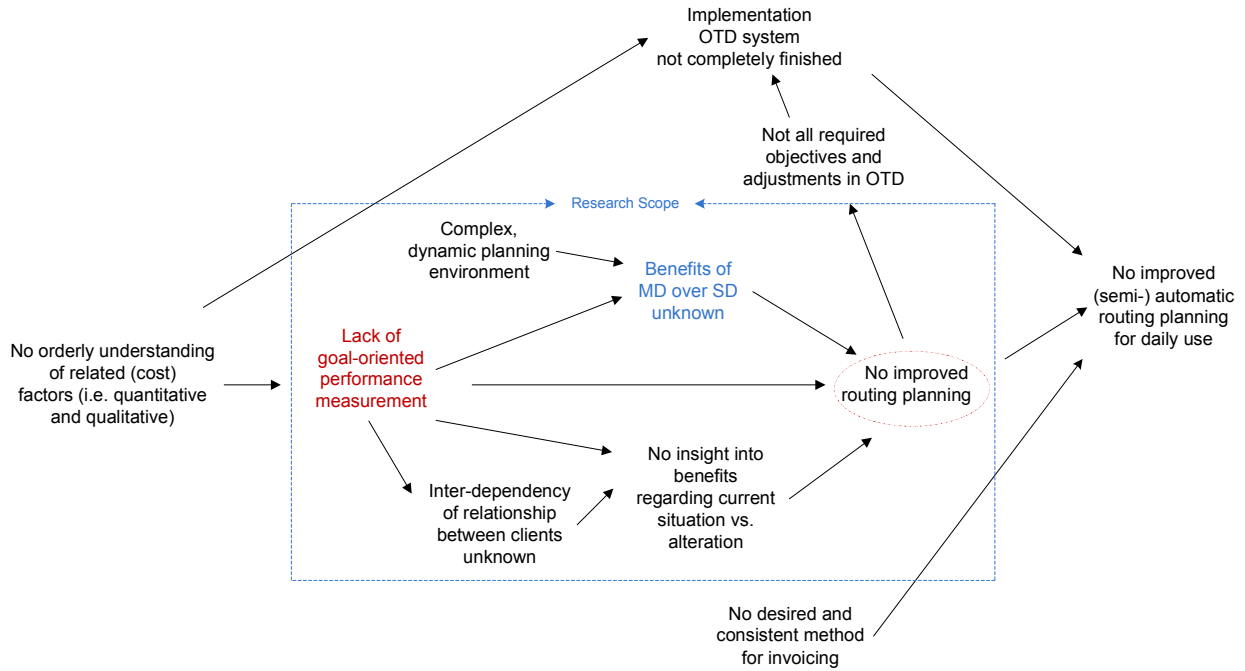 Implementation
OTD system
not completely finished
Not all required
objectives and
adjustments in OTD
Research Scope
Complex,
dynamic planning
environment
Benefits of
MD over SD
unknown
No improved
(semi-) automatic
routing planning
for daily use
Lack of
goal-oriented
performance
measurement
No orderly understanding
of related (cost)
factors (i.e. quantitative
and qualitative)
No improved
routing planning
No insight into
benefits
regarding current
situation vs.
alteration
Inter-dependency
of relationship
between clients
unknown
No desired and
consistent method
for invoicing